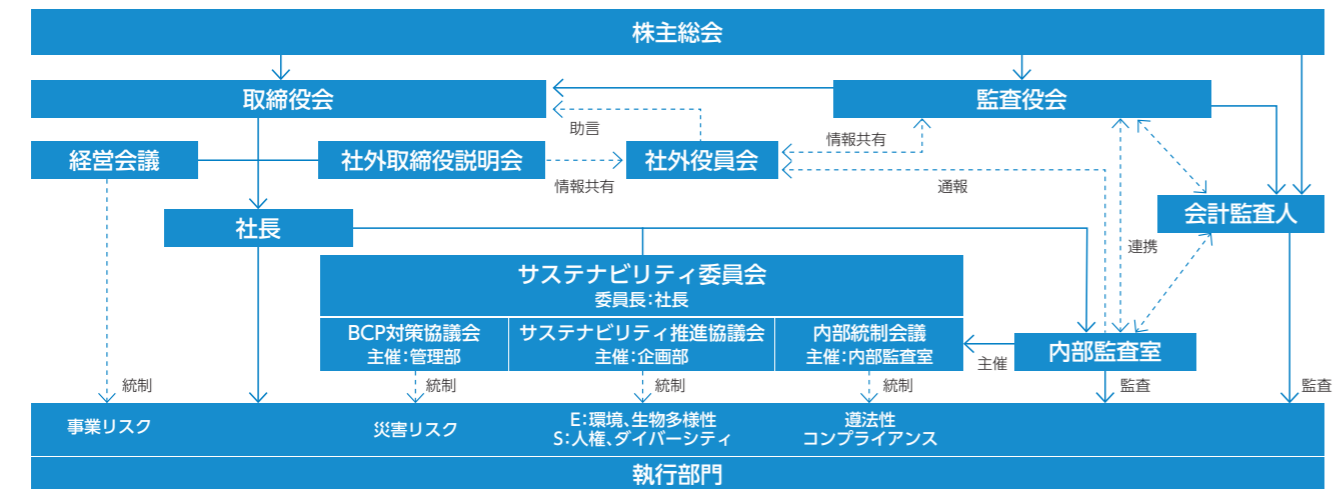 株主総会
取締役会
監査役会
助言
情報共有
経営会議
社外取締役説明会
社外役員会
情報共有
通報
社長
会計監査人
連携
サステナビリティ委員会
委員長：社長
BCP対策協議会
主催：管理部
サステナビリティ推進協議会
主催：企画部
内部統制会議
主催：内部監査室
主催
内部監査室
統制
統制
統制
統制
監査
監査
事業リスク
災害リスク
E：環境、生物多様性
S：人権、ダイバーシティ
遵法性
コンプライアンス
執行部門